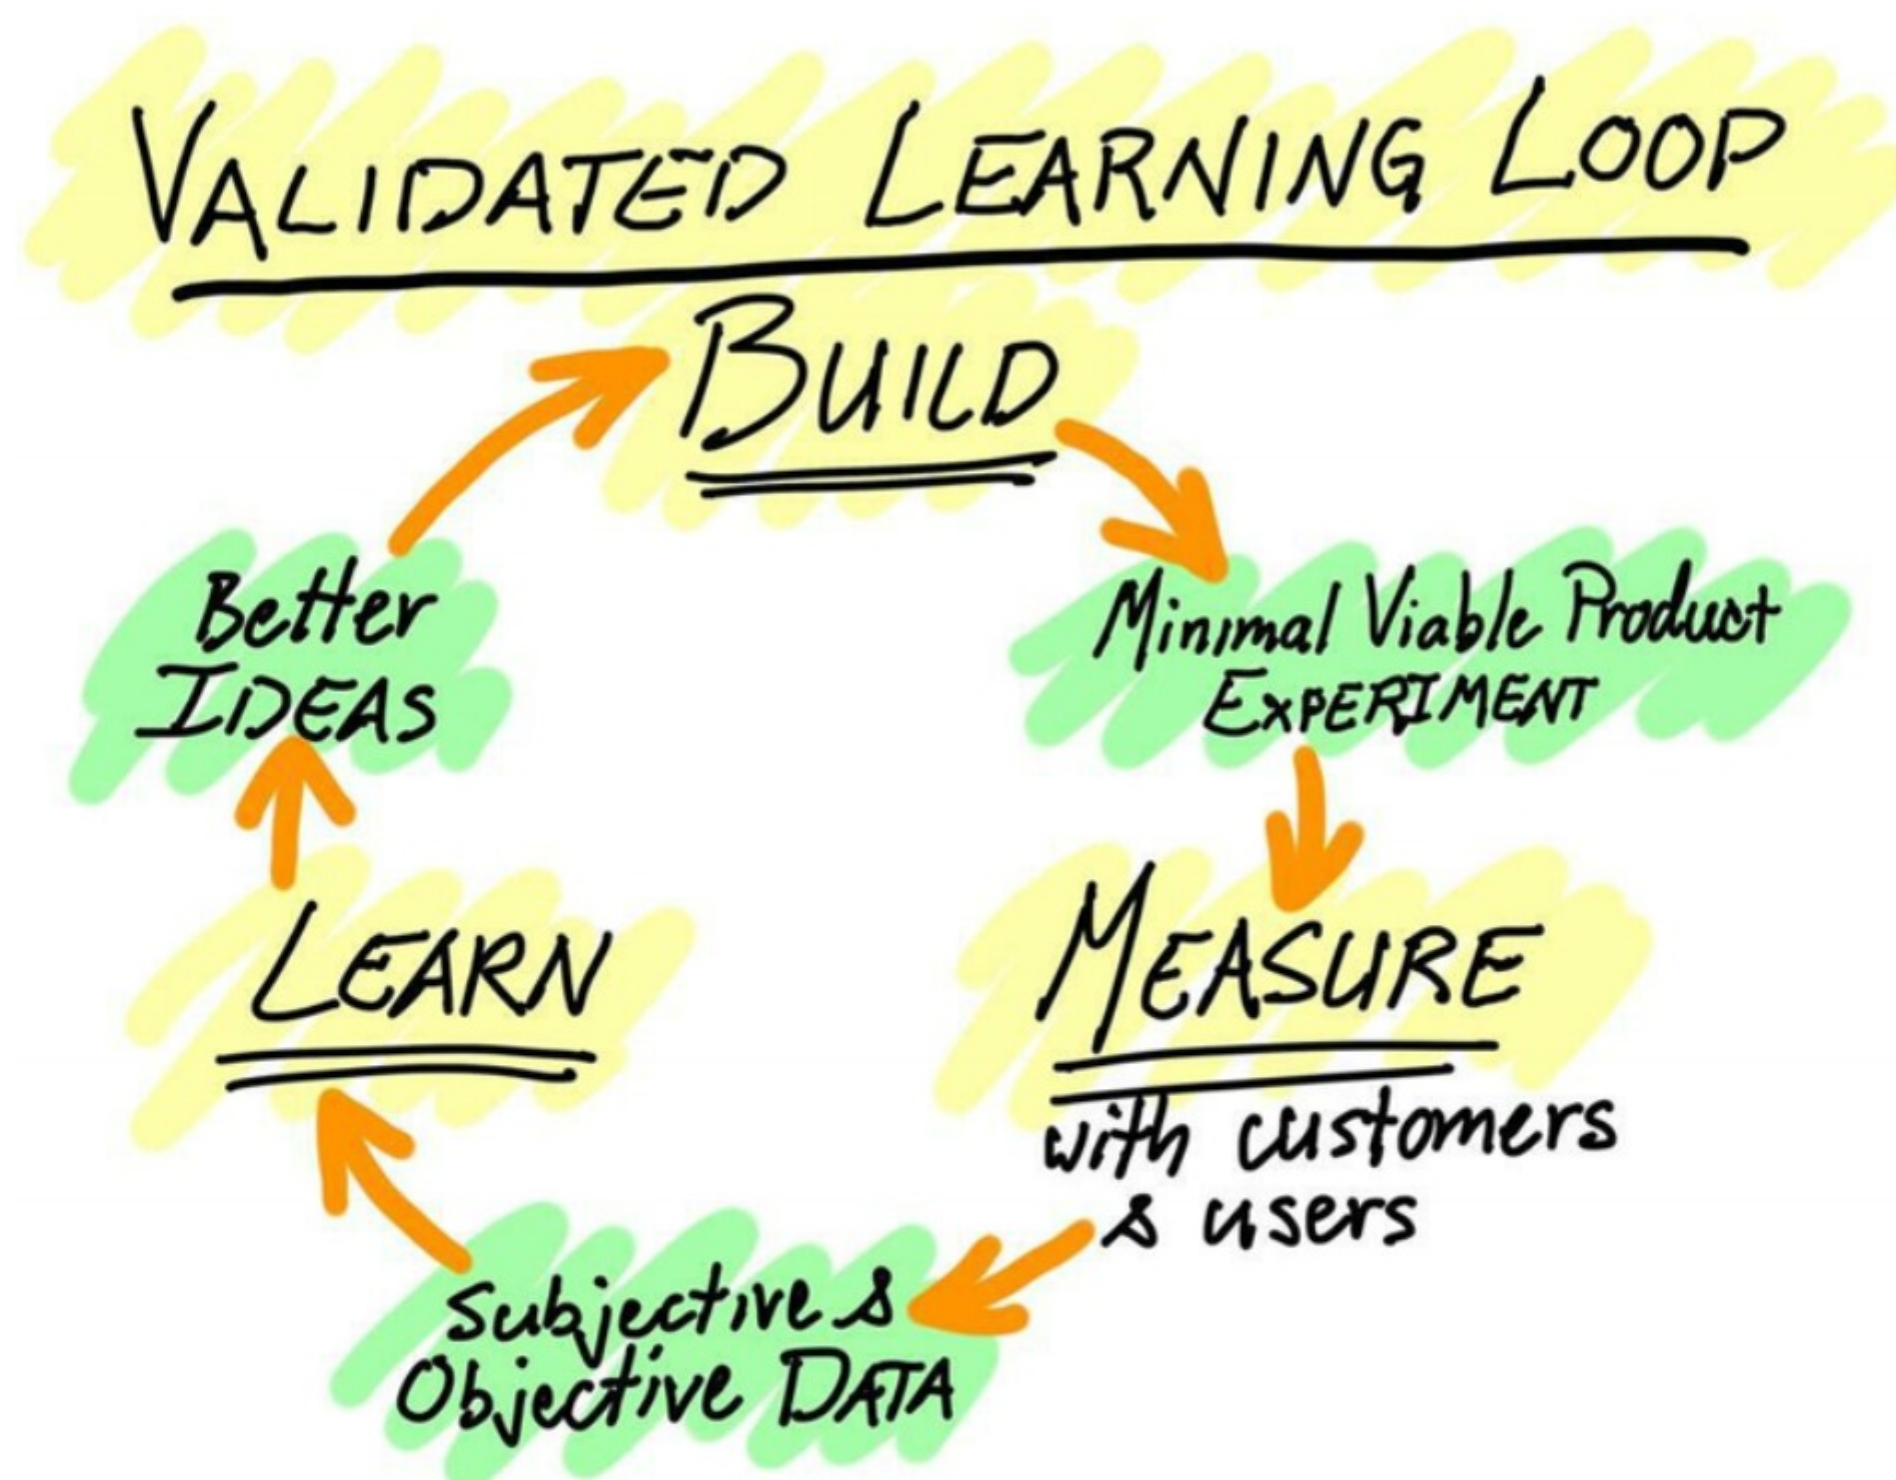 VALIDATED LEARNING LOOP
BUILD
Minimal Viable Product
EXPERIMENT
MEASURE
with customers
& users
Subjective &
Objective DATA
LEARN
Better
IDEAS